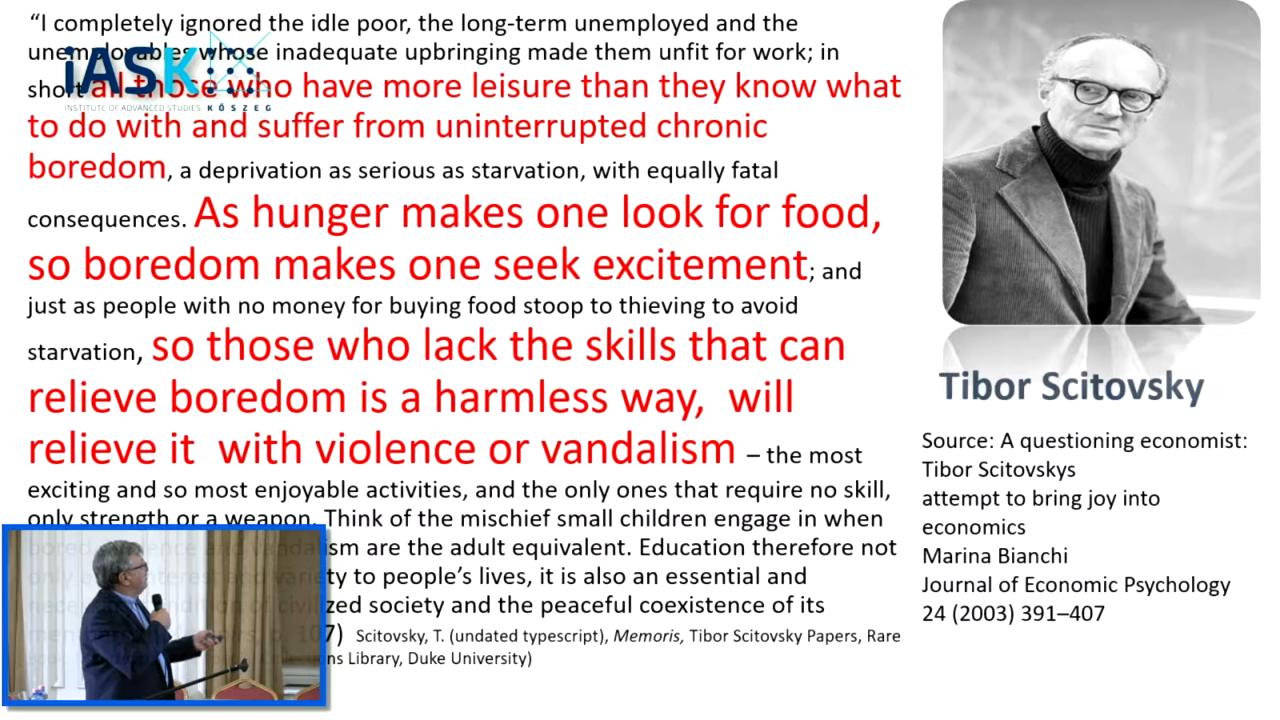 “I completely ignored the idle poor, the long-term unemployed and the
unemployables whose inadequate upbringing made them unfit for work; in
short all those who have more leisure than they know what
to do with and suffer from uninterrupted chronic
boredom, a deprivation as serious as starvation, with equally fatal
consequences. As hunger makes one look for food,
so boredom makes one seek excitement; and
just as people with no money for buying food stoop to thieving to avoid
starvation, so those who lack the skills that can
relieve boredom is a harmless way, will
relieve it with violence or vandalism – the most
exciting and so most enjoyable activities, and the only ones that require no skill,
only strength or a weapon. Think of the mischief small children engage in when
ism are the adult equivalent. Education therefore not
ty to people’s lives, it is also an essential and
zed society and the peaceful coexistence of its
7) Scitovsky, T. (undated typescript), Memoris, Tibor Scitovsky Papers, Rare
ns Library, Duke University)
iASK
INSTITUTE OF ADVANCED STUDIES KŐSZEG
Tibor Scitovsky
Source: A questioning economist:
Tibor Scitovskys
attempt to bring joy into
economics
Marina Bianchi
Journal of Economic Psychology
24 (2003) 391–407